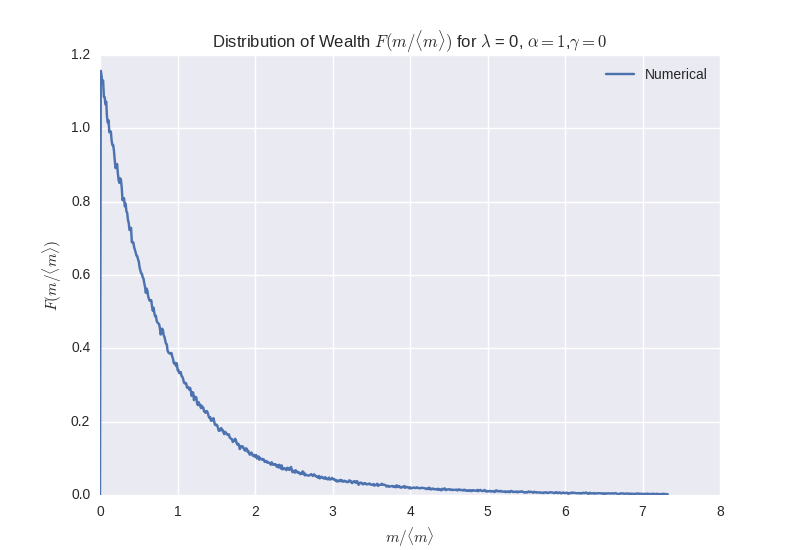 Distribution of Wealth F(m/⟨m⟩) for λ = 0, α = 1,γ = 0
1.2
Numerical
1.0
0.8
0.6
F(m/⟨m⟩)
0.4
0.2
0.0
0 1 2 3 4 5 6 7 8
m/⟨m⟩